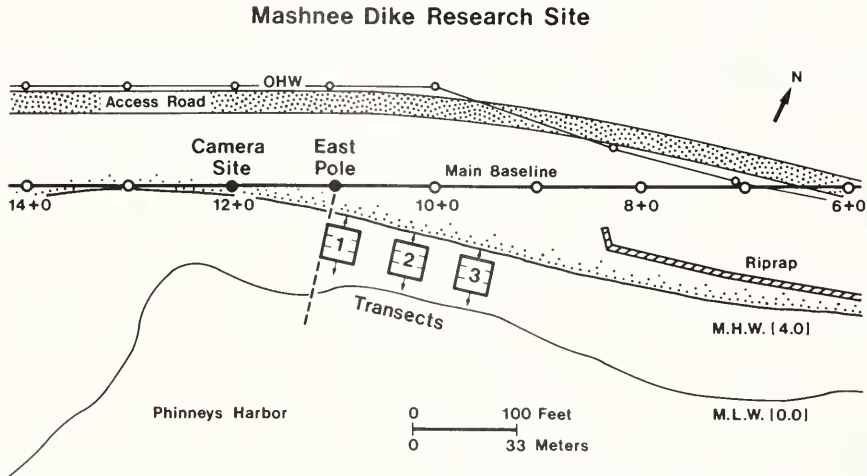 Mashnee Dike Research Site
N
OHW
Access Road
Camera
Site
East
Pole
Main Baseline
14+0
12+0
10+0
8+0
6+0
1
2
3
Riprap
Transects
M.H.W. [4.0]
Phinneys Harbor
M.L.W. [0.0]
0
100 Feet
0
33 Meters